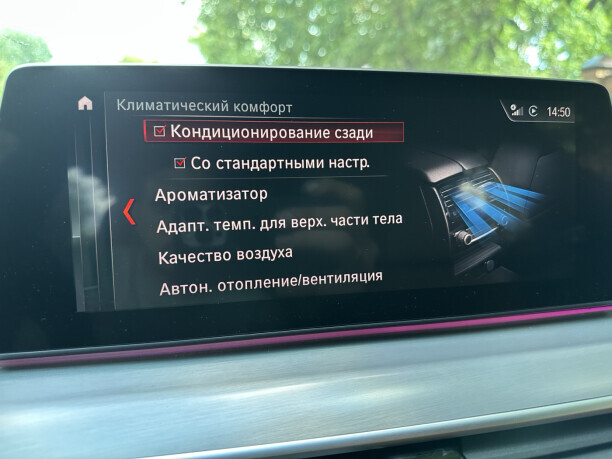 Климатический комфорт
14:50
Кондиционирование сзади
Со стандартными настр.
Ароматизатор
Адапт. темп. для верх. части тела
Качество воздуха
Автон. отопление/вентиляция